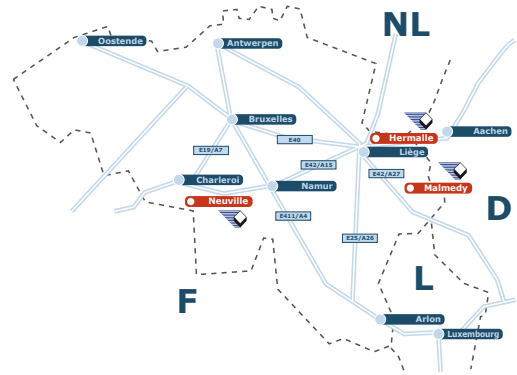 NL
Oostende
Antwerpen
Bruxelles
Aachen
Hermalle
E40
E19/A7
Liège
E42/A15
E42/A27
Charleroi
Namur
Malmedy
Neuville
D
E411/A4
E25/A26
L
F
Arlon
Luxembourg